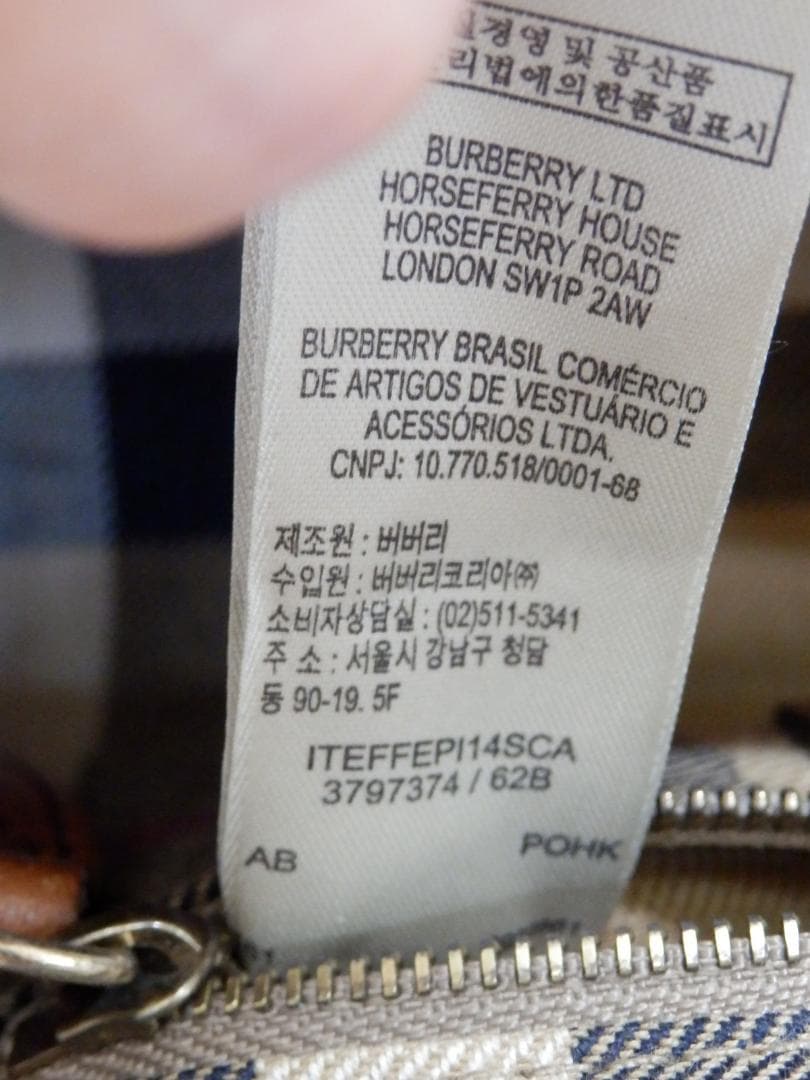 경영 및 공산품
리법에의한품질표시
BURBERRY LTD
HORSEFERRY HOUSE
HORSEFERRY ROAD
LONDON SW1P 2AW
BURBERRY BRASIL COMÉRCIO
DE ARTIGOS DE VESTUÁRIO E
ACESSÓRIOS LTDA.
CNPJ: 10.770.518/0001-68
제조원 : 버버리
수입원 : 버버리코리아㈜
소비자상담실 : (02)511-5341
주 소 : 서울시 강남구 청담
동 90-19. 5F
ITEFFEPI14SCA
3797374 / 62B
AB POHK